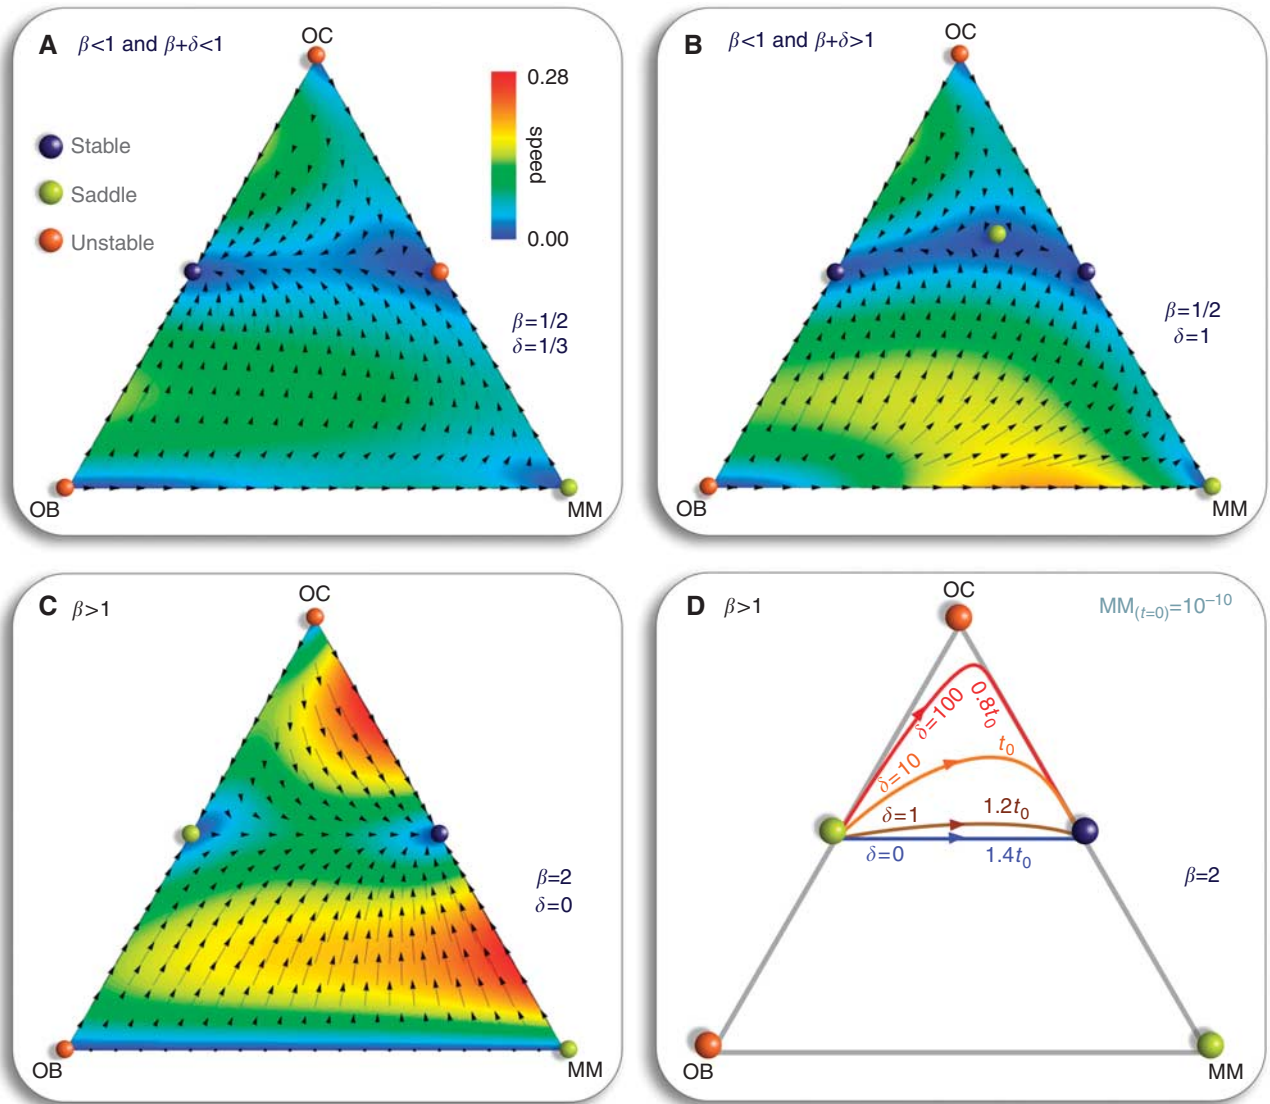 A β<1 and β+δ<1
OC
0.28
speed
0.00
Stable
Saddle
Unstable
β=1/2
δ=1/3
OB
MM
B β<1 and β+δ>1
OC
β=1/2
δ=1
OB
MM
C β>1
OC
β=2
δ=0
OB
MM
D β>1
OC
MM(t=0)=10⁻¹⁰
δ=100
0.8t₀
δ=10
t₀
δ=1
1.2t₀
δ=0
1.4t₀
β=2
OB
MM